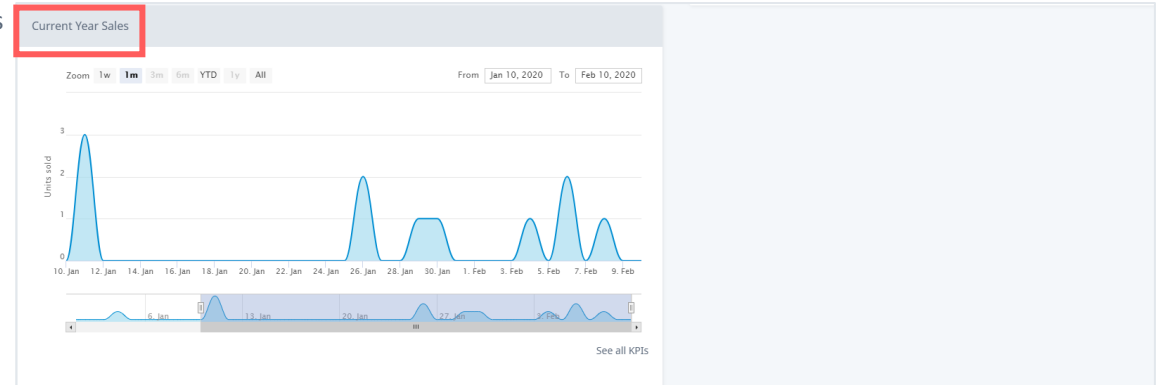 s
Current Year Sales
Zoom 1w 1m 3m 6m YTD 1y All From Jan 10, 2020 To Feb 10, 2020
Units sold
3
2
1
0
10. Jan 12. Jan 14. Jan 16. Jan 18. Jan 20. Jan 22. Jan 24. Jan 26. Jan 28. Jan 30. Jan 1. Feb 3. Feb 5. Feb 7. Feb 9. Feb
6. Jan 13. Jan 20. Jan 27. Jan 3. Feb
See all KPIs